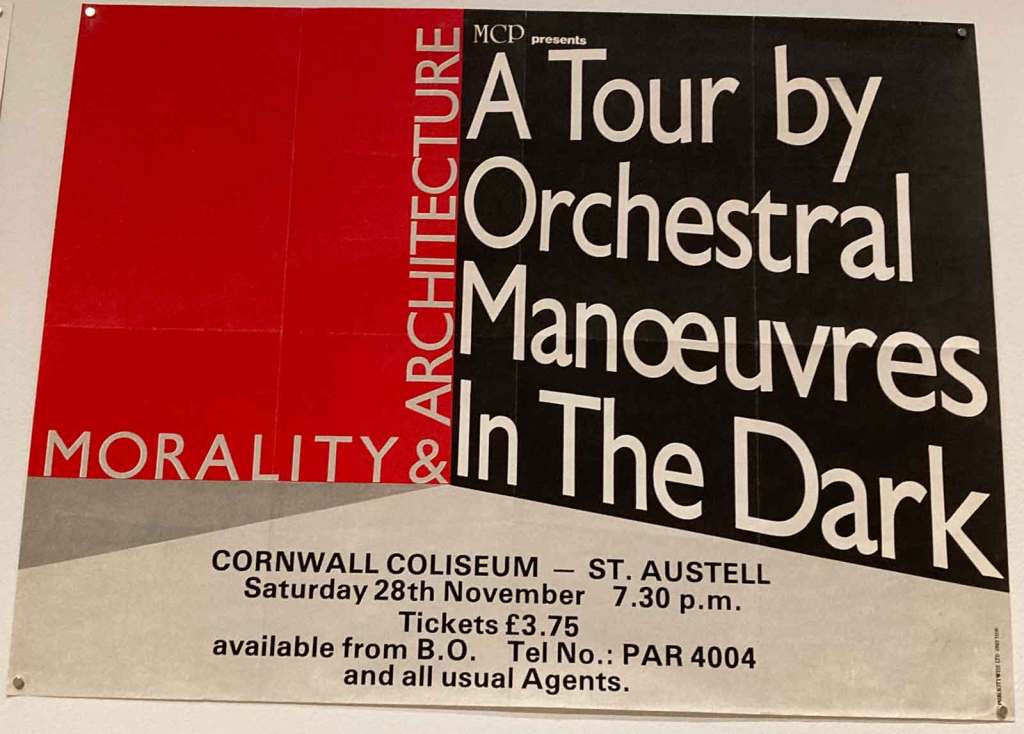 MORALITY &
ARCHITECTURE
MCP presents
A Tour by
Orchestral
Manœuvres
In The Dark
CORNWALL COLISEUM — ST. AUSTELL
Saturday 28th November 7.30 p.m.
Tickets £3.75
available from B.O. Tel No.: PAR 4004
and all usual Agents.